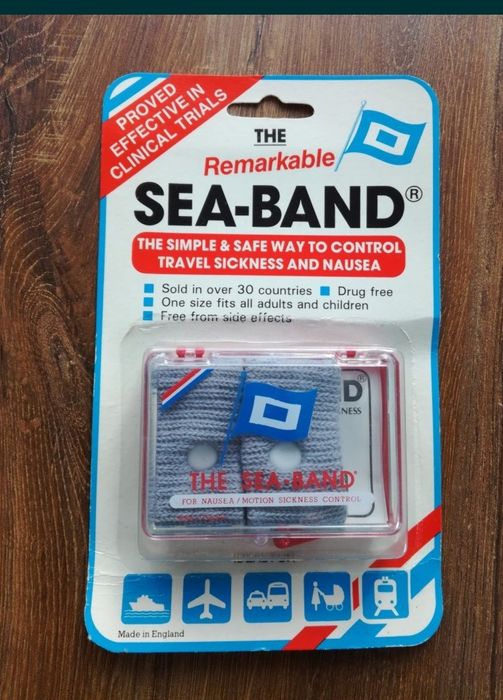 PROVED
EFFECTIVE IN
CLINICAL TRIALS
THE
Remarkable
SEA-BAND®
THE SIMPLE & SAFE WAY TO CONTROL
TRAVEL SICKNESS AND NAUSEA
Sold in over 30 countries Drug free
One size fits all adults and children
Free from side effects
ND®
NESS
THE SEA-BAND®
FOR NAUSEA / MOTION SICKNESS CONTROL
Made in England